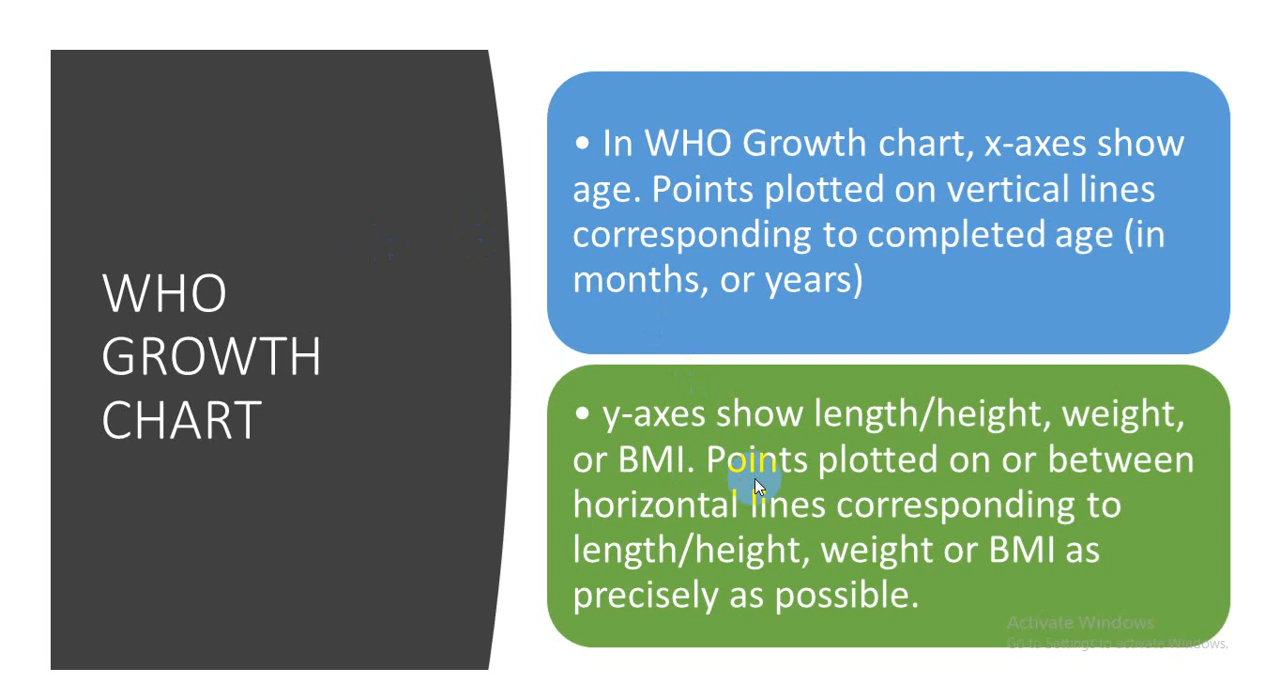 WHO
GROWTH
CHART
• In WHO Growth chart, x-axes show
age. Points plotted on vertical lines
corresponding to completed age (in
months, or years)
• y-axes show length/height, weight,
or BMI. Points plotted on or between
horizontal lines corresponding to
length/height, weight or BMI as
precisely as possible.
Activate Windows
Go to Settings to activate Windows.